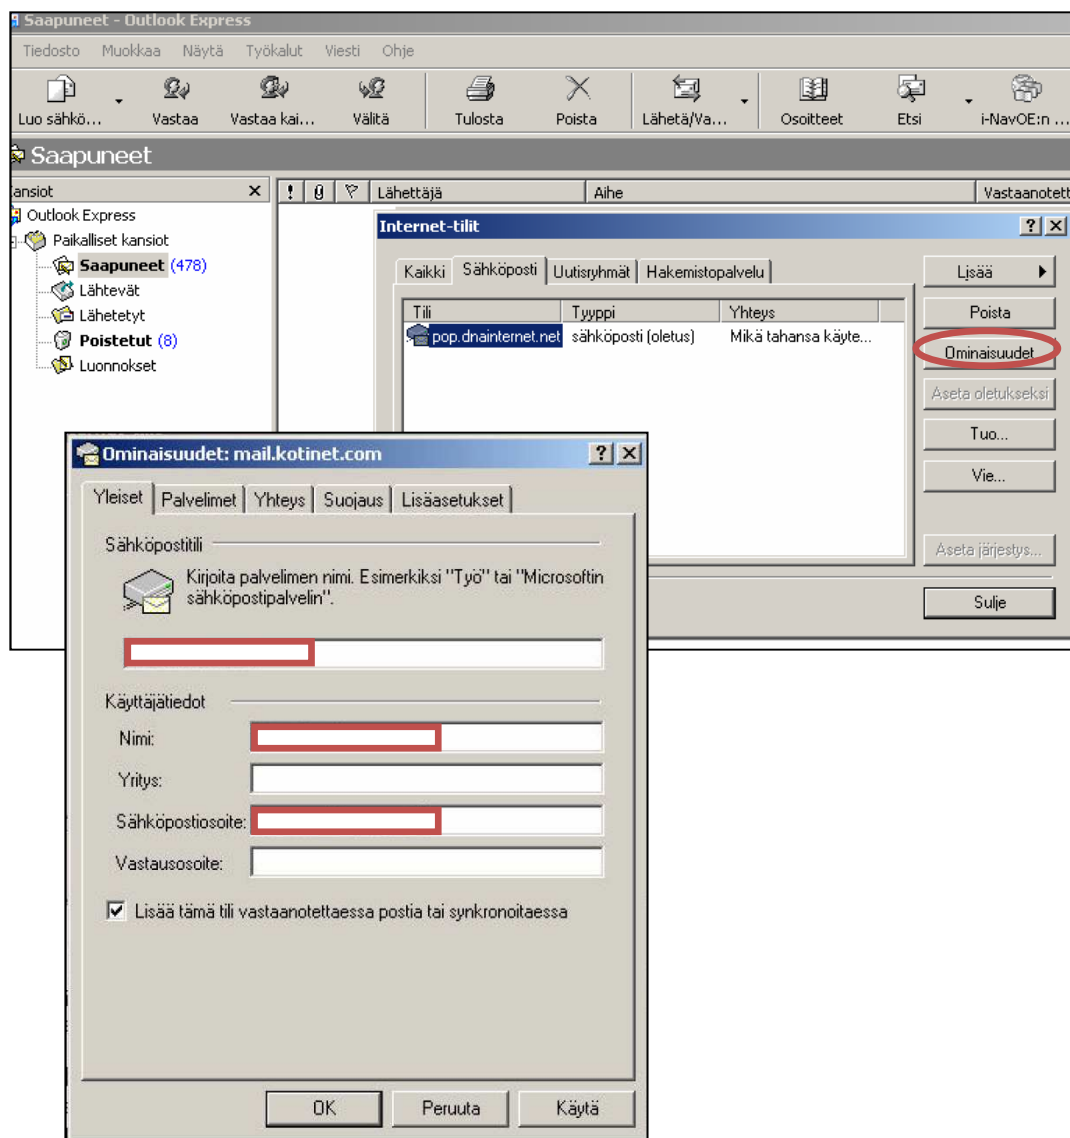 Saapuneet - Outlook Express
Tiedosto Muokkaa Näytä Työkalut Viesti Ohje
Luo sähkö... Vastaa Vastaa kai... Välitä Tulosta Poista Lähetä/Va... Osoitteet Etsi i-NavOE:n ...
Saapuneet
ansiot
! Lähettäjä Aihe Vastaanotett
Outlook Express
Paikalliset kansiot
Saapuneet (478)
Lähtevät
Lähetetyt
Poistetut (8)
Luonnokset
Internet-tilit
Kaikki Sähköposti Uutisryhmät Hakemistopalvelu
Tili Tyyppi Yhteys
pop.dnainternet.net sähköposti (oletus) Mikä tahansa käyte...
Lisää
Poista
Ominaisuudet
Aseta oletukseksi
Tuo...
Vie...
Aseta järjestys...
Sulje
Ominaisuudet: mail.kotinet.com
Yleiset Palvelimet Yhteys Suojaus Lisäasetukset
Sähköpostitili
Kirjoita palvelimen nimi. Esimerkiksi "Työ" tai "Microsoftin
sähköpostipalvelin".
Käyttäjätiedot
Nimi:
Yritys:
Sähköpostiosoite:
Vastausosoite:
Lisää tämä tili vastaanotettaessa postia tai synkronoitaessa
OK Peruuta Käytä